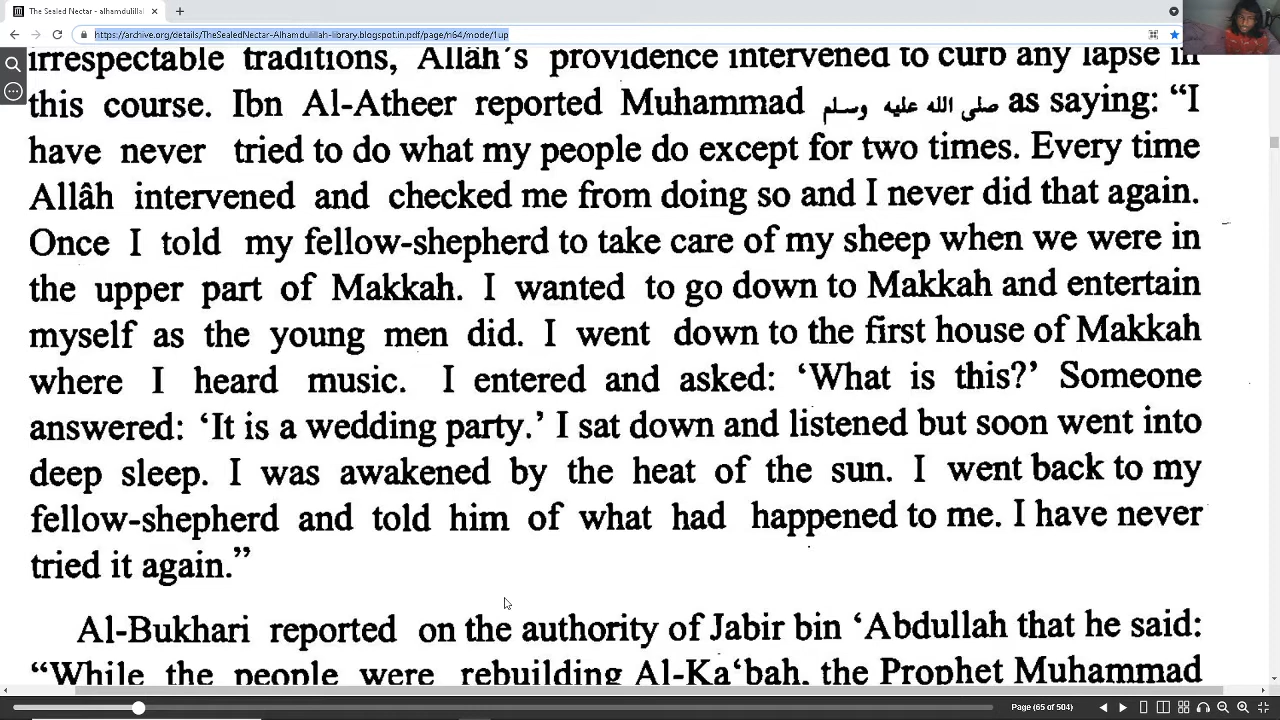 The Sealed Nectar - alhamdulillal
https://archive.org/details/TheSealedNectar-Alhamdulillah-library.blogspot.in.pdf/page/n64/mode/1up
irrespectable traditions, Allâh's providence intervened to curb any lapse in
this course. Ibn Al-Atheer reported Muhammad صلى الله عليه وسلم as saying: “I
have never tried to do what my people do except for two times. Every time
Allâh intervened and checked me from doing so and I never did that again.
Once I told my fellow-shepherd to take care of my sheep when we were in
the upper part of Makkah. I wanted to go down to Makkah and entertain
myself as the young men did. I went down to the first house of Makkah
where I heard music. I entered and asked: ‘What is this?’ Someone
answered: ‘It is a wedding party.’ I sat down and listened but soon went into
deep sleep. I was awakened by the heat of the sun. I went back to my
fellow-shepherd and told him of what had happened to me. I have never
tried it again.”
Al-Bukhari reported on the authority of Jabir bin ‘Abdullah that he said:
“While the people were rebuilding Al-Ka‘bah, the Prophet Muhammad
Page (65 of 504)